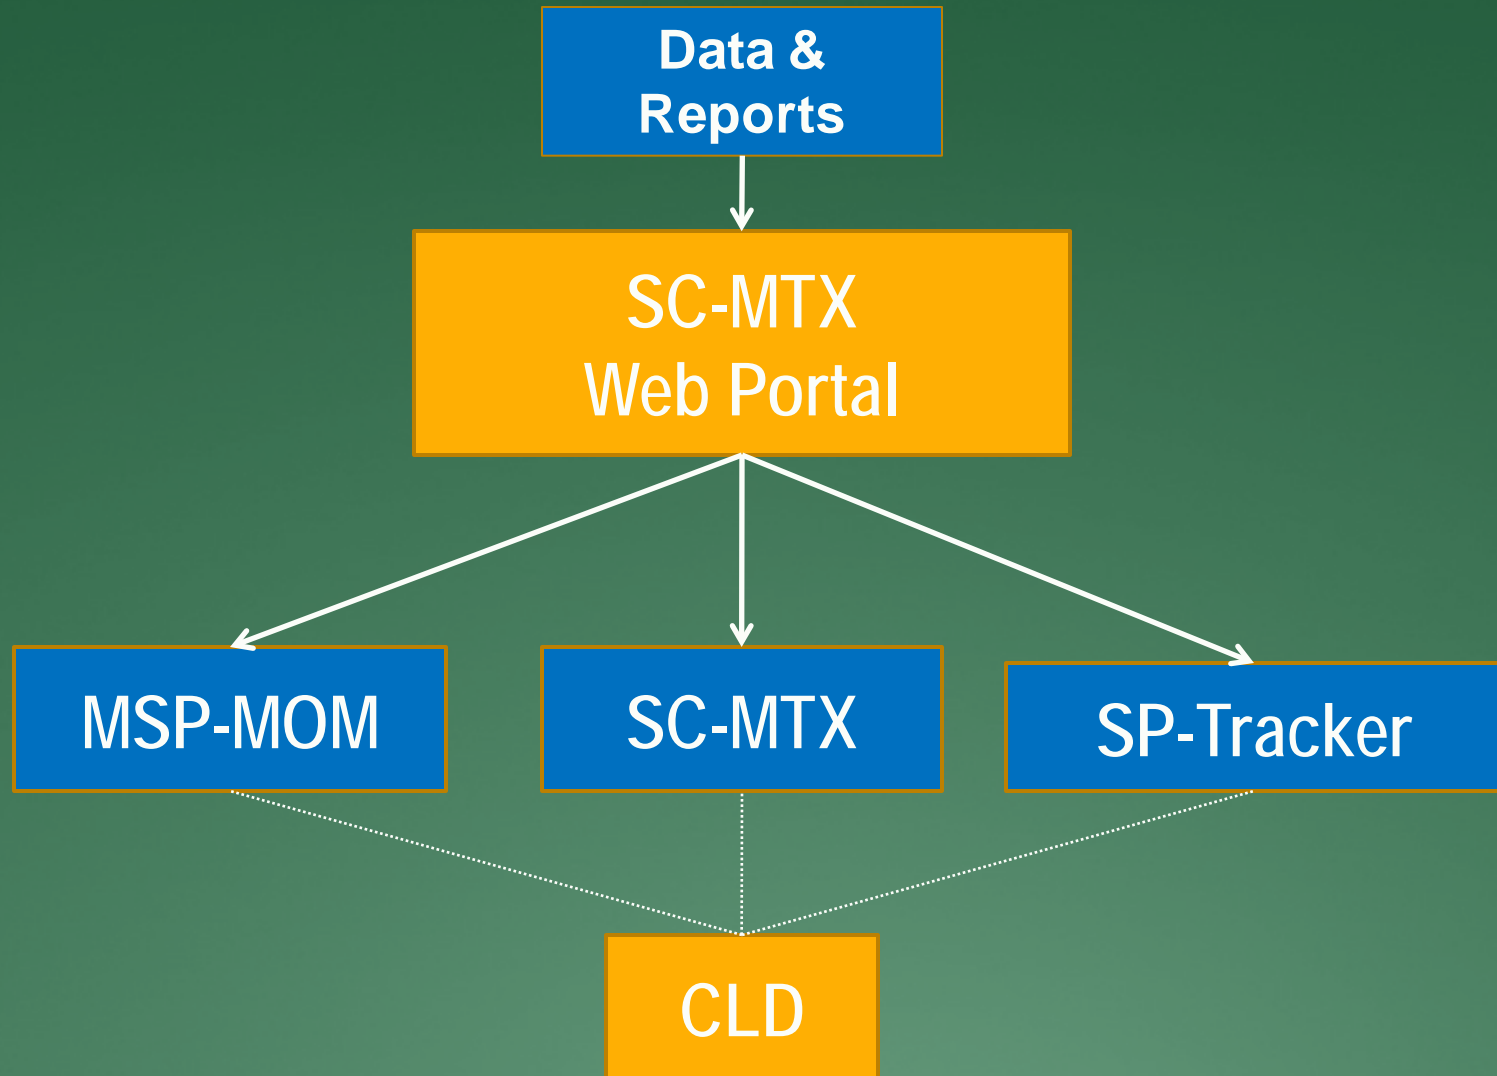 Data &
Reports
SC-MTX
Web Portal
MSP-MOM
SC-MTX
SP-Tracker
CLD